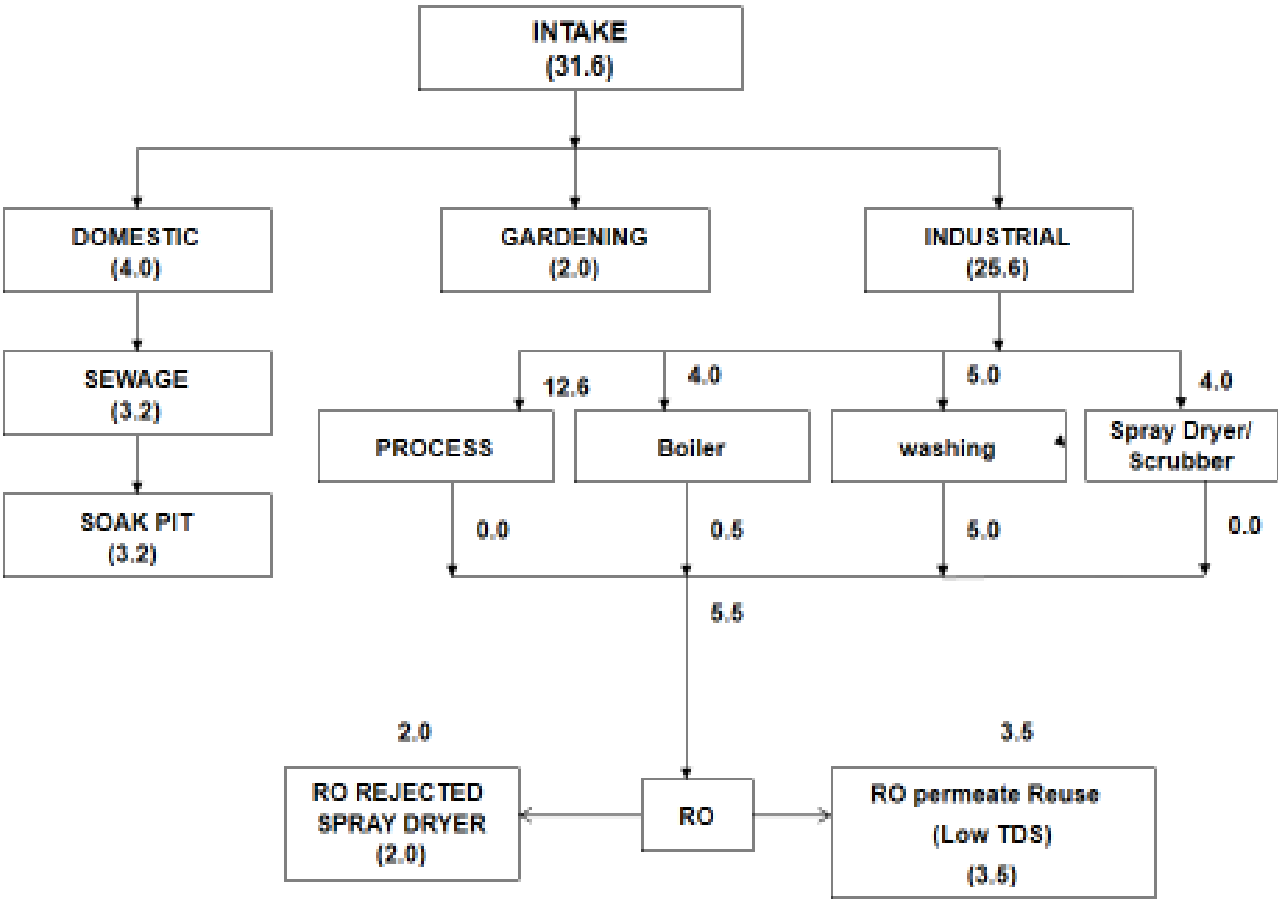 INTAKE
(31.6)
DOMESTIC
(4.0)
GARDENING
(2.0)
INDUSTRIAL
(25.6)
SEWAGE
(3.2)
SOAK PIT
(3.2)
12.6
4.0
5.0
4.0
PROCESS
Boiler
washing
4
Spray Dryer/
Scrubber
0.0
0.5
5.0
0.0
5.5
2.0
3.5
RO REJECTED
SPRAY DRYER
(2.0)
RO
RO permeate Reuse
(Low TDS)
(3.5)